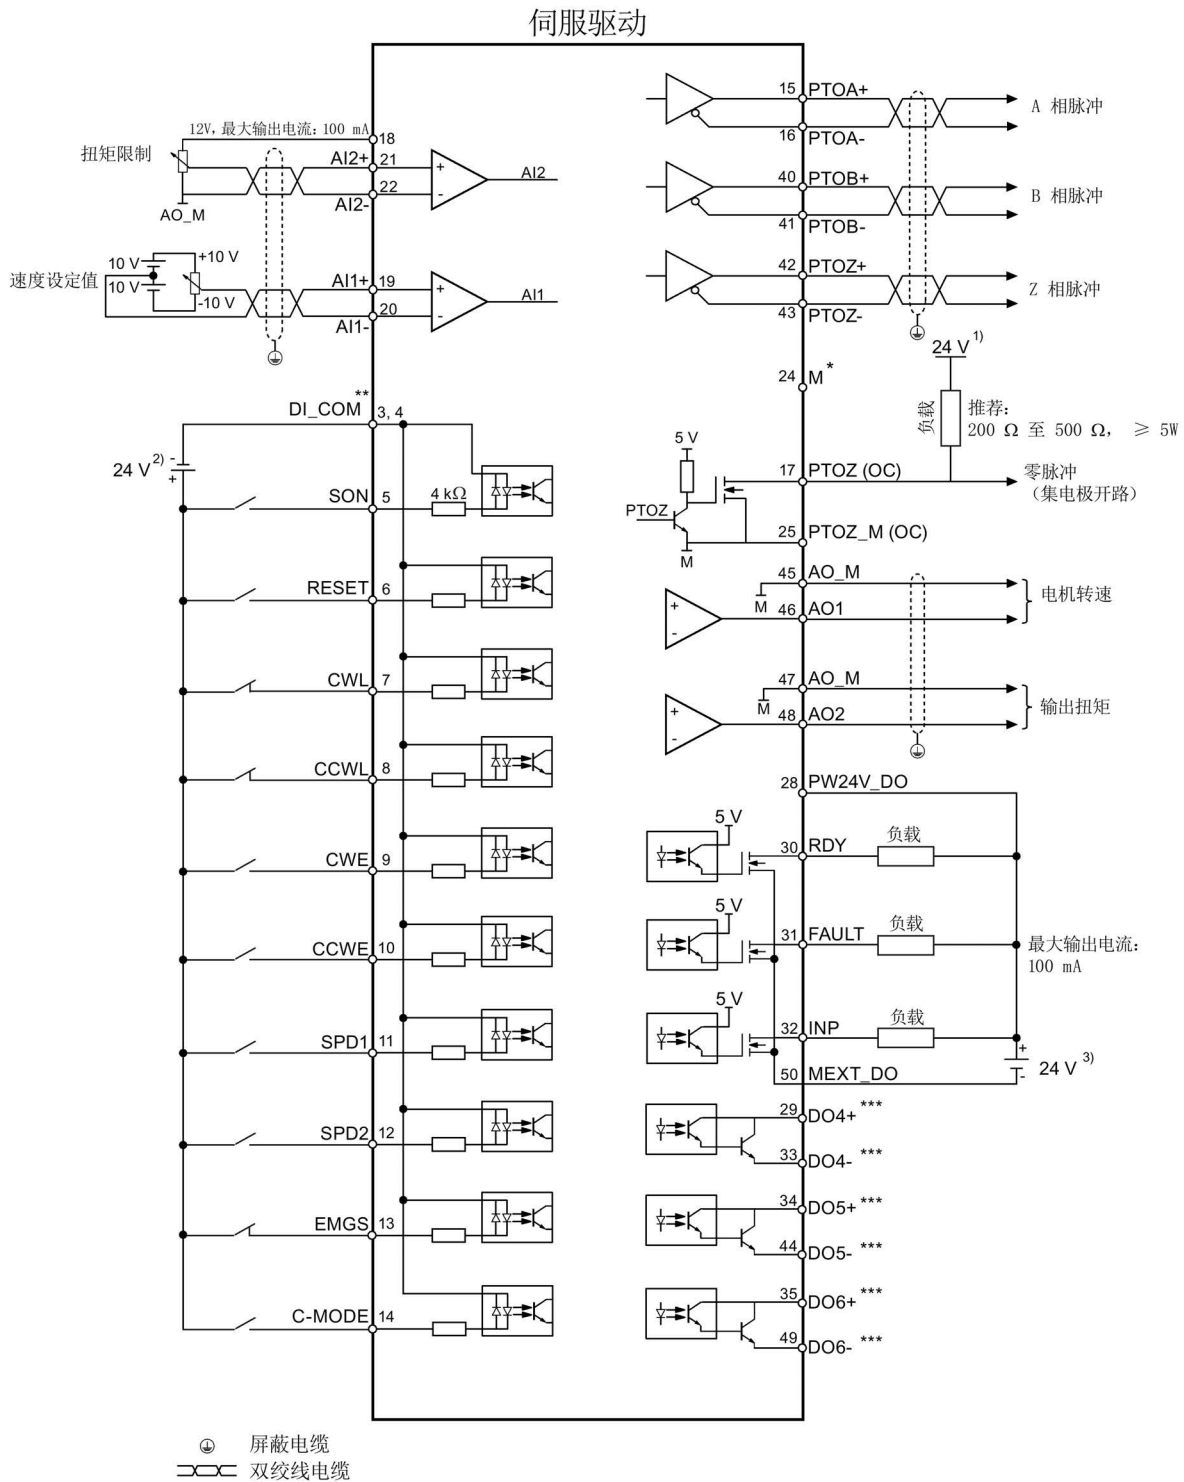 伺服驱动
12V, 最大输出电流: 100 mA
18
扭矩限制
AI2+
21
22
AI2-
AO_M
+
-
AI2
速度设定值
10 V
10 V
+10 V
-10 V
AI1+
19
20
AI1-
+
-
AI1
DI_COM**
3, 4
24 V 2)
-
+
SON
5
4 kΩ
RESET
6
CWL
7
CCWL
8
CWE
9
CCWE
10
SPD1
11
SPD2
12
EMGS
13
C-MODE
14
15
PTOA+
16
PTOA-
A 相脉冲
40
PTOB+
41
PTOB-
B 相脉冲
42
PTOZ+
43
PTOZ-
Z 相脉冲
24
M*
24 V 1)
负载
推荐:
200 Ω 至 500 Ω, ≥ 5W
5 V
PTOZ
M
17
PTOZ (OC)
零脉冲
(集电极开路)
25
PTOZ_M (OC)
45
AO_M
M
46
AO1
+
-
电机转速
47
AO_M
M
48
AO2
+
-
输出扭矩
28
PW24V_DO
5 V
30
RDY
负载
5 V
31
FAULT
负载
最大输出电流:
100 mA
5 V
32
INP
负载
50
MEXT_DO
+
-
24 V 3)
29
DO4+ ***
33
DO4- ***
34
DO5+ ***
44
DO5- ***
35
DO6+ ***
49
DO6- ***
屏蔽电缆
双绞线电缆